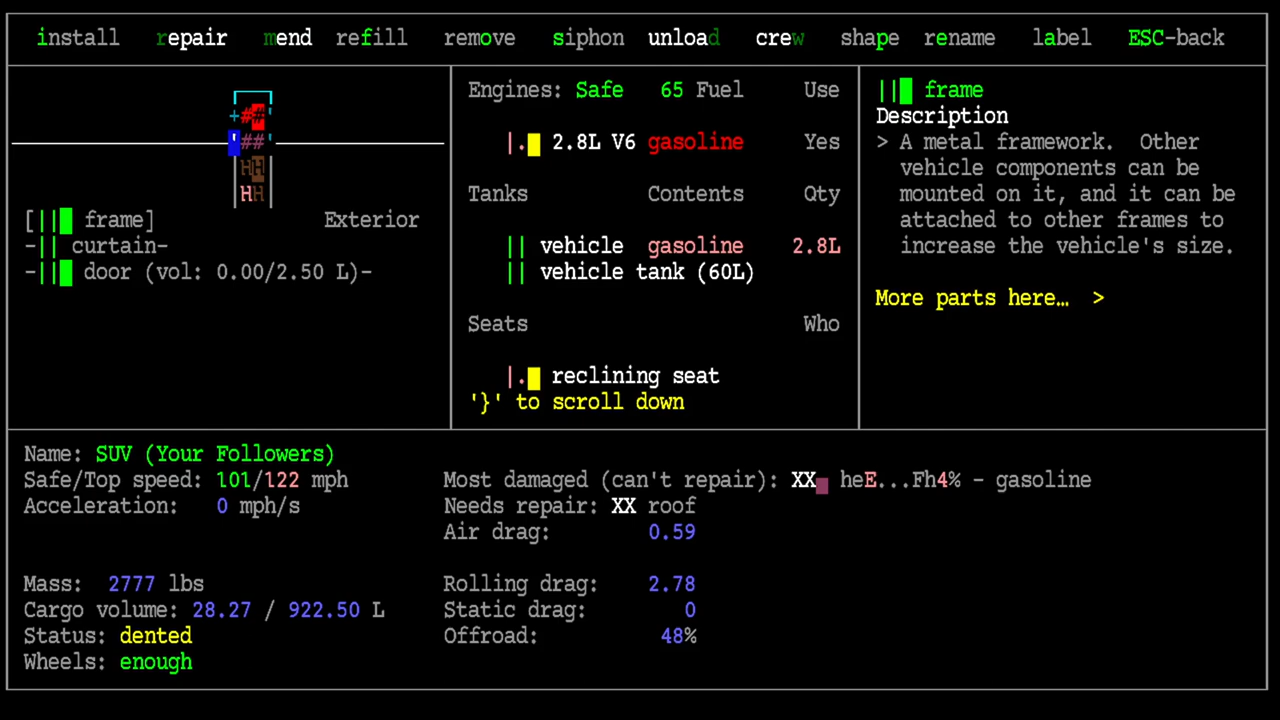 install repair mend refill remove siphon unload crew shape rename label ESC-back
+##'
'##'
HH
HH
[|| frame] Exterior
-|| curtain-
-|| door (vol: 0.00/2.50 L)-
Engines: Safe 65 Fuel Use
|. 2.8L V6 gasoline Yes
Tanks Contents Qty
|| vehicle gasoline 2.8L
|| vehicle tank (60L)
Seats Who
|. reclining seat
'}' to scroll down
|| frame
Description
> A metal framework. Other
vehicle components can be
mounted on it, and it can be
attached to other frames to
increase the vehicle's size.
More parts here… >
Name: SUV (Your Followers)
Safe/Top speed: 101/122 mph
Acceleration: 0 mph/s
Mass: 2777 lbs
Cargo volume: 28.27 / 922.50 L
Status: dented
Wheels: enough
Most damaged (can't repair): XX heE...Fh4% - gasoline
Needs repair: XX roof
Air drag: 0.59
Rolling drag: 2.78
Static drag: 0
Offroad: 48%